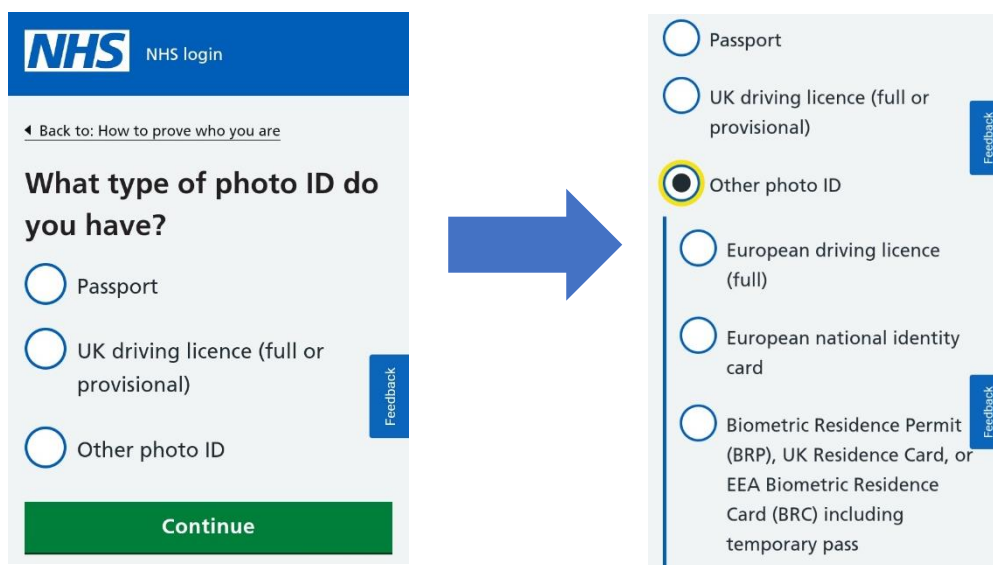 NHS NHS login
Back to: How to prove who you are
What type of photo ID do
you have?
Passport
UK driving licence (full or
provisional)
Feedback
Other photo ID
Continue
Passport
UK driving licence (full or
provisional)
Feedback
Other photo ID
European driving licence
(full)
European national identity
card
Feedback
Biometric Residence Permit
(BRP), UK Residence Card, or
EEA Biometric Residence
Card (BRC) including
temporary pass